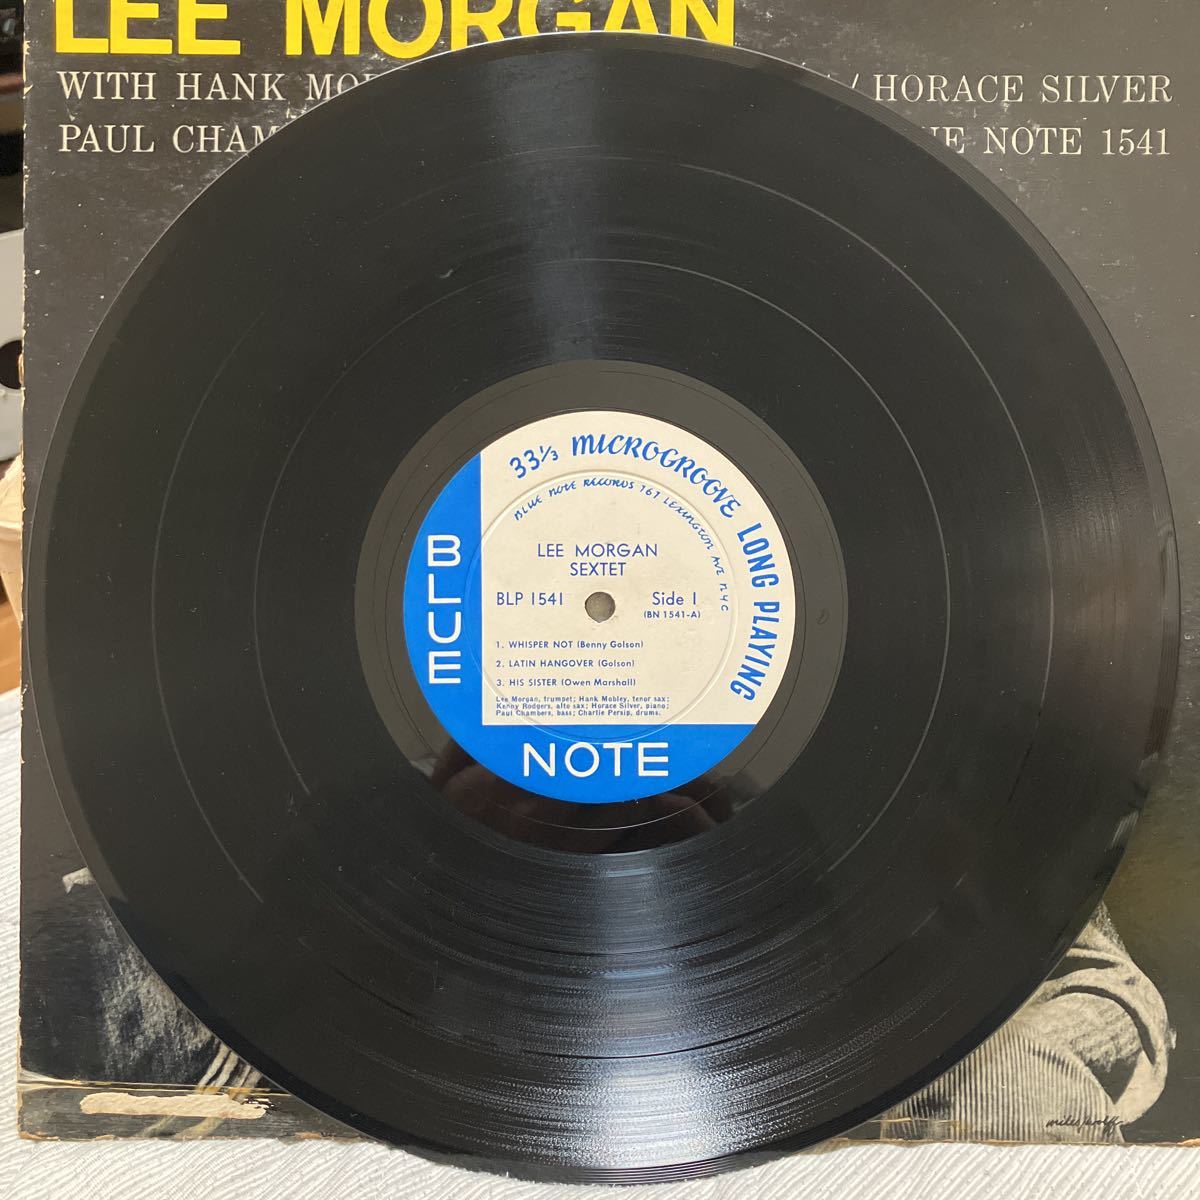 LEE MORGAN
WITH HANK / HORACE SILVER
PAUL NOTE 1541
33⅓ MICROGROOVE LONG PLAYING
BLUE NOTE RECORDS 767 LEXINGTON AVE NYC
LEE MORGAN
SEXTET
BLP 1541 Side 1
(BN 1541-A)
1. WHISPER NOT (Benny Golson)
2. LATIN HANGOVER (Golson)
3. HIS SISTER (Owen Marshall)
Lee Morgan, trumpet; Hank Mobley, tenor sax;
Kenny Rodgers, alto sax; Horace Silver, piano;
Paul Chambers, bass; Charlie Persip, drums.
BLUE
NOTE
miles/wolff